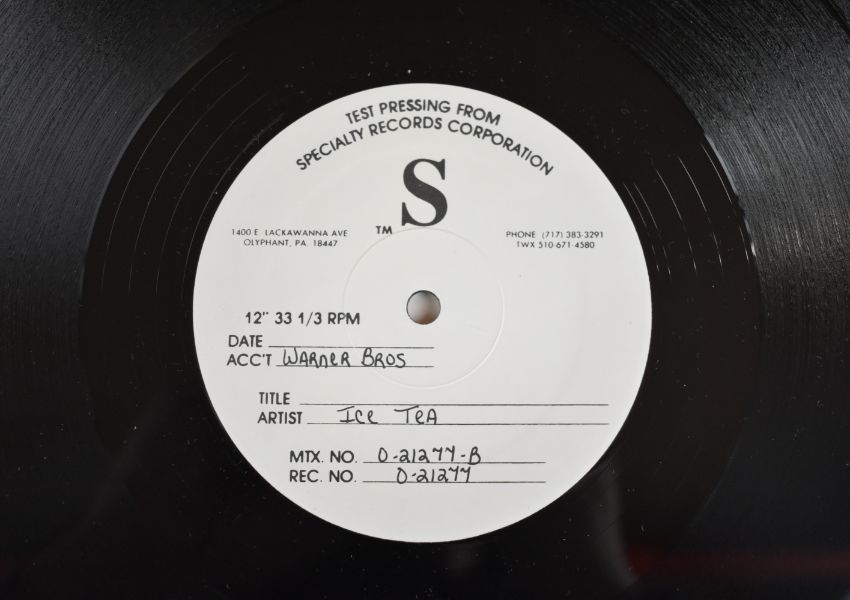 TEST PRESSING FROM
SPECIALTY RECORDS CORPORATION
S
TM
1400 E. LACKAWANNA AVE
OLYPHANT, PA. 18447
PHONE (717) 383-3291
TWX 510-671-4580
12" 33 1/3 RPM
DATE
ACC'T WARNER BROS
TITLE
ARTIST ICE TEA
MTX. NO. 0-21277-B
REC. NO. 0-21277